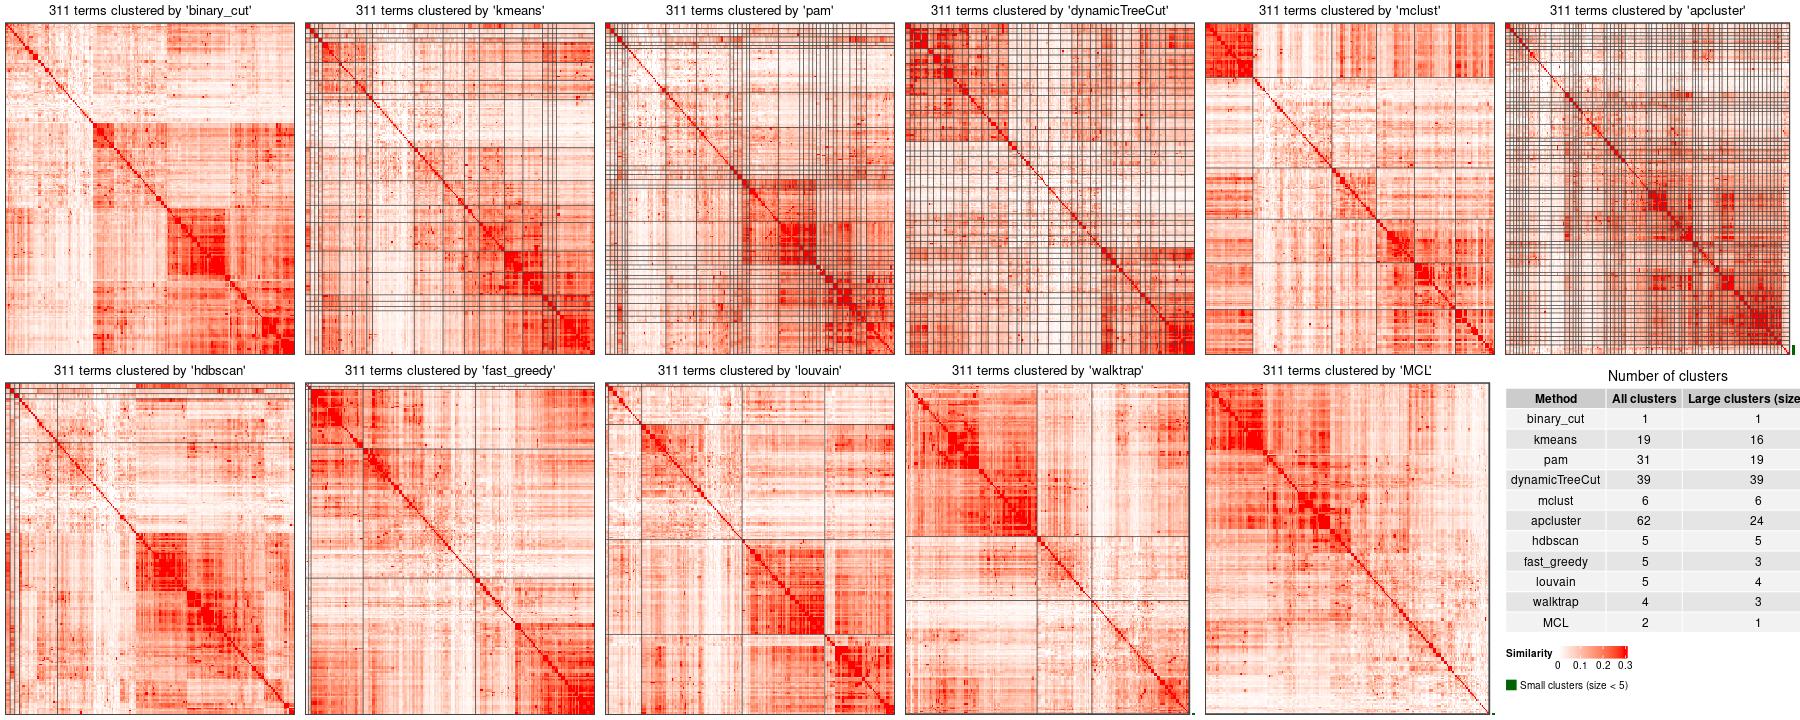 311 terms clustered by 'binary_cut'
311 terms clustered by 'kmeans'
311 terms clustered by 'pam'
311 terms clustered by 'dynamicTreeCut'
311 terms clustered by 'mclust'
311 terms clustered by 'apcluster'
311 terms clustered by 'hdbscan'
311 terms clustered by 'fast_greedy'
311 terms clustered by 'louvain'
311 terms clustered by 'walktrap'
311 terms clustered by 'MCL'
Number of clusters
Method All clusters Large clusters (size
binary_cut 1 1
kmeans 19 16
pam 31 19
dynamicTreeCut 39 39
mclust 6 6
apcluster 62 24
hdbscan 5 5
fast_greedy 5 3
louvain 5 4
walktrap 4 3
MCL 2 1
Similarity
0 0.1 0.2 0.3
Small clusters (size < 5)